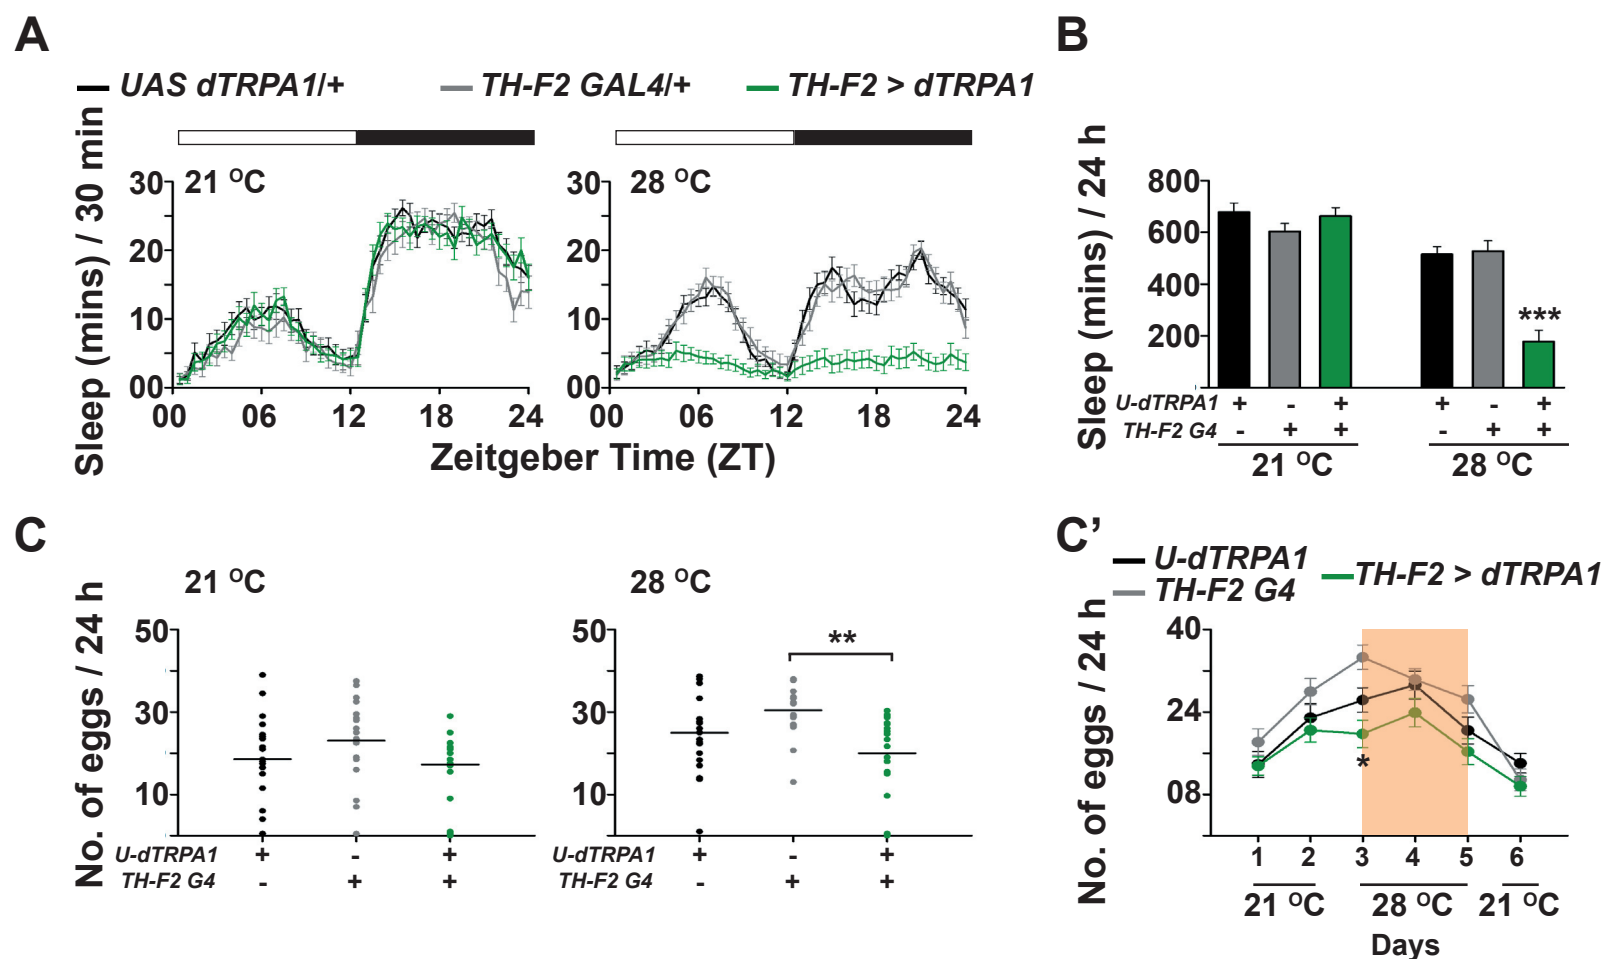 A
B
UAS dTRPA1/+ TH-F2 GAL4/+ TH-F2 > dTRPA1
Sleep (mins) / 30 min
21 °C
30
20
10
00
00 06 12 18 24
28 °C
30
20
10
00
00 06 12 18 24
Zeitgeber Time (ZT)
Sleep (mins) / 24 h
800
600
400
200
***
U-dTRPA1 + - + + - +
TH-F2 G4 - + + - + +
21 °C 28 °C
C
No. of eggs / 24 h
21 °C
50
30
10
U-dTRPA1 + - +
TH-F2 G4 - + +
28 °C
**
50
30
10
U-dTRPA1 + - +
TH-F2 G4 - + +
C'
U-dTRPA1
TH-F2 G4
TH-F2 > dTRPA1
No. of eggs / 24 h
40
24
08
*
1 2 3 4 5 6
21 °C 28 °C 21 °C
Days